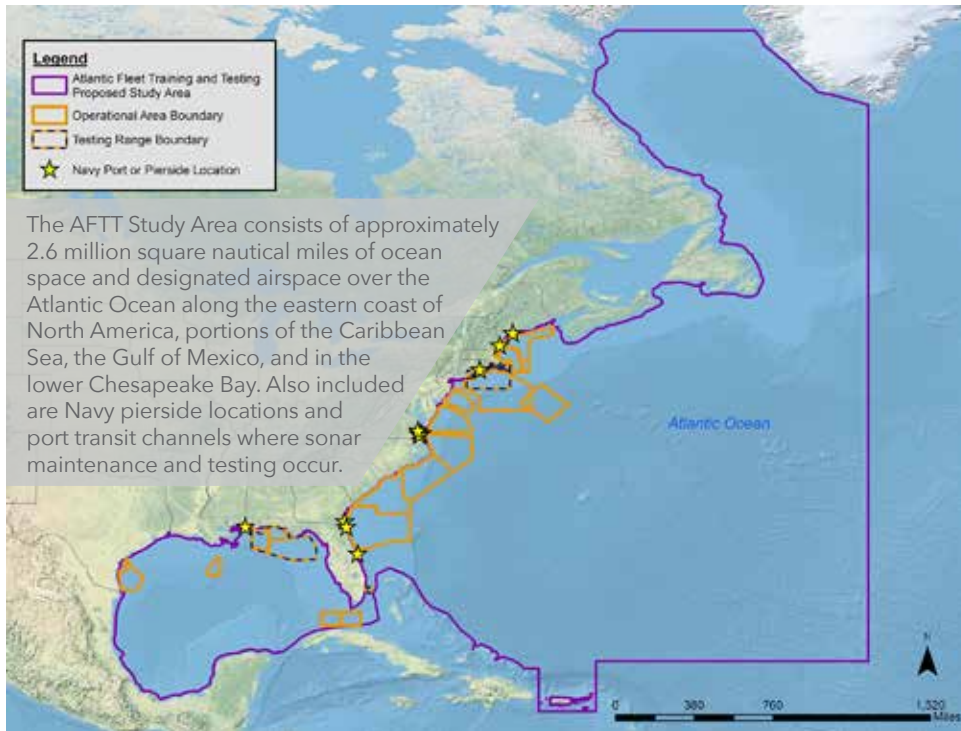 Legend
Atlantic Fleet Training and Testing
Proposed Study Area
Operational Area Boundary
Testing Range Boundary
Navy Port or Pierside Location
The AFTT Study Area consists of approximately
2.6 million square nautical miles of ocean
space and designated airspace over the
Atlantic Ocean along the eastern coast of
North America, portions of the Caribbean
Sea, the Gulf of Mexico, and in the
lower Chesapeake Bay. Also included
are Navy pierside locations and
port transit channels where sonar
maintenance and testing occur.
Atlantic Ocean
N
0 380 760 1,520
Miles